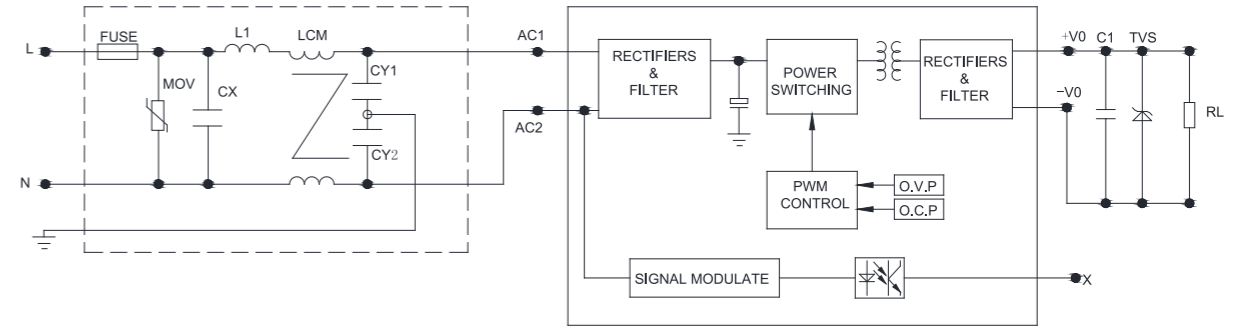 L
FUSE
L1
LCM
MOV
CX
CY1
CY2
N
AC1
AC2
RECTIFIERS
&
FILTER
POWER
SWITCHING
RECTIFIERS
&
FILTER
PWM
CONTROL
O.V.P
O.C.P
SIGNAL MODULATE
+V0
C1
TVS
−V0
RL
X